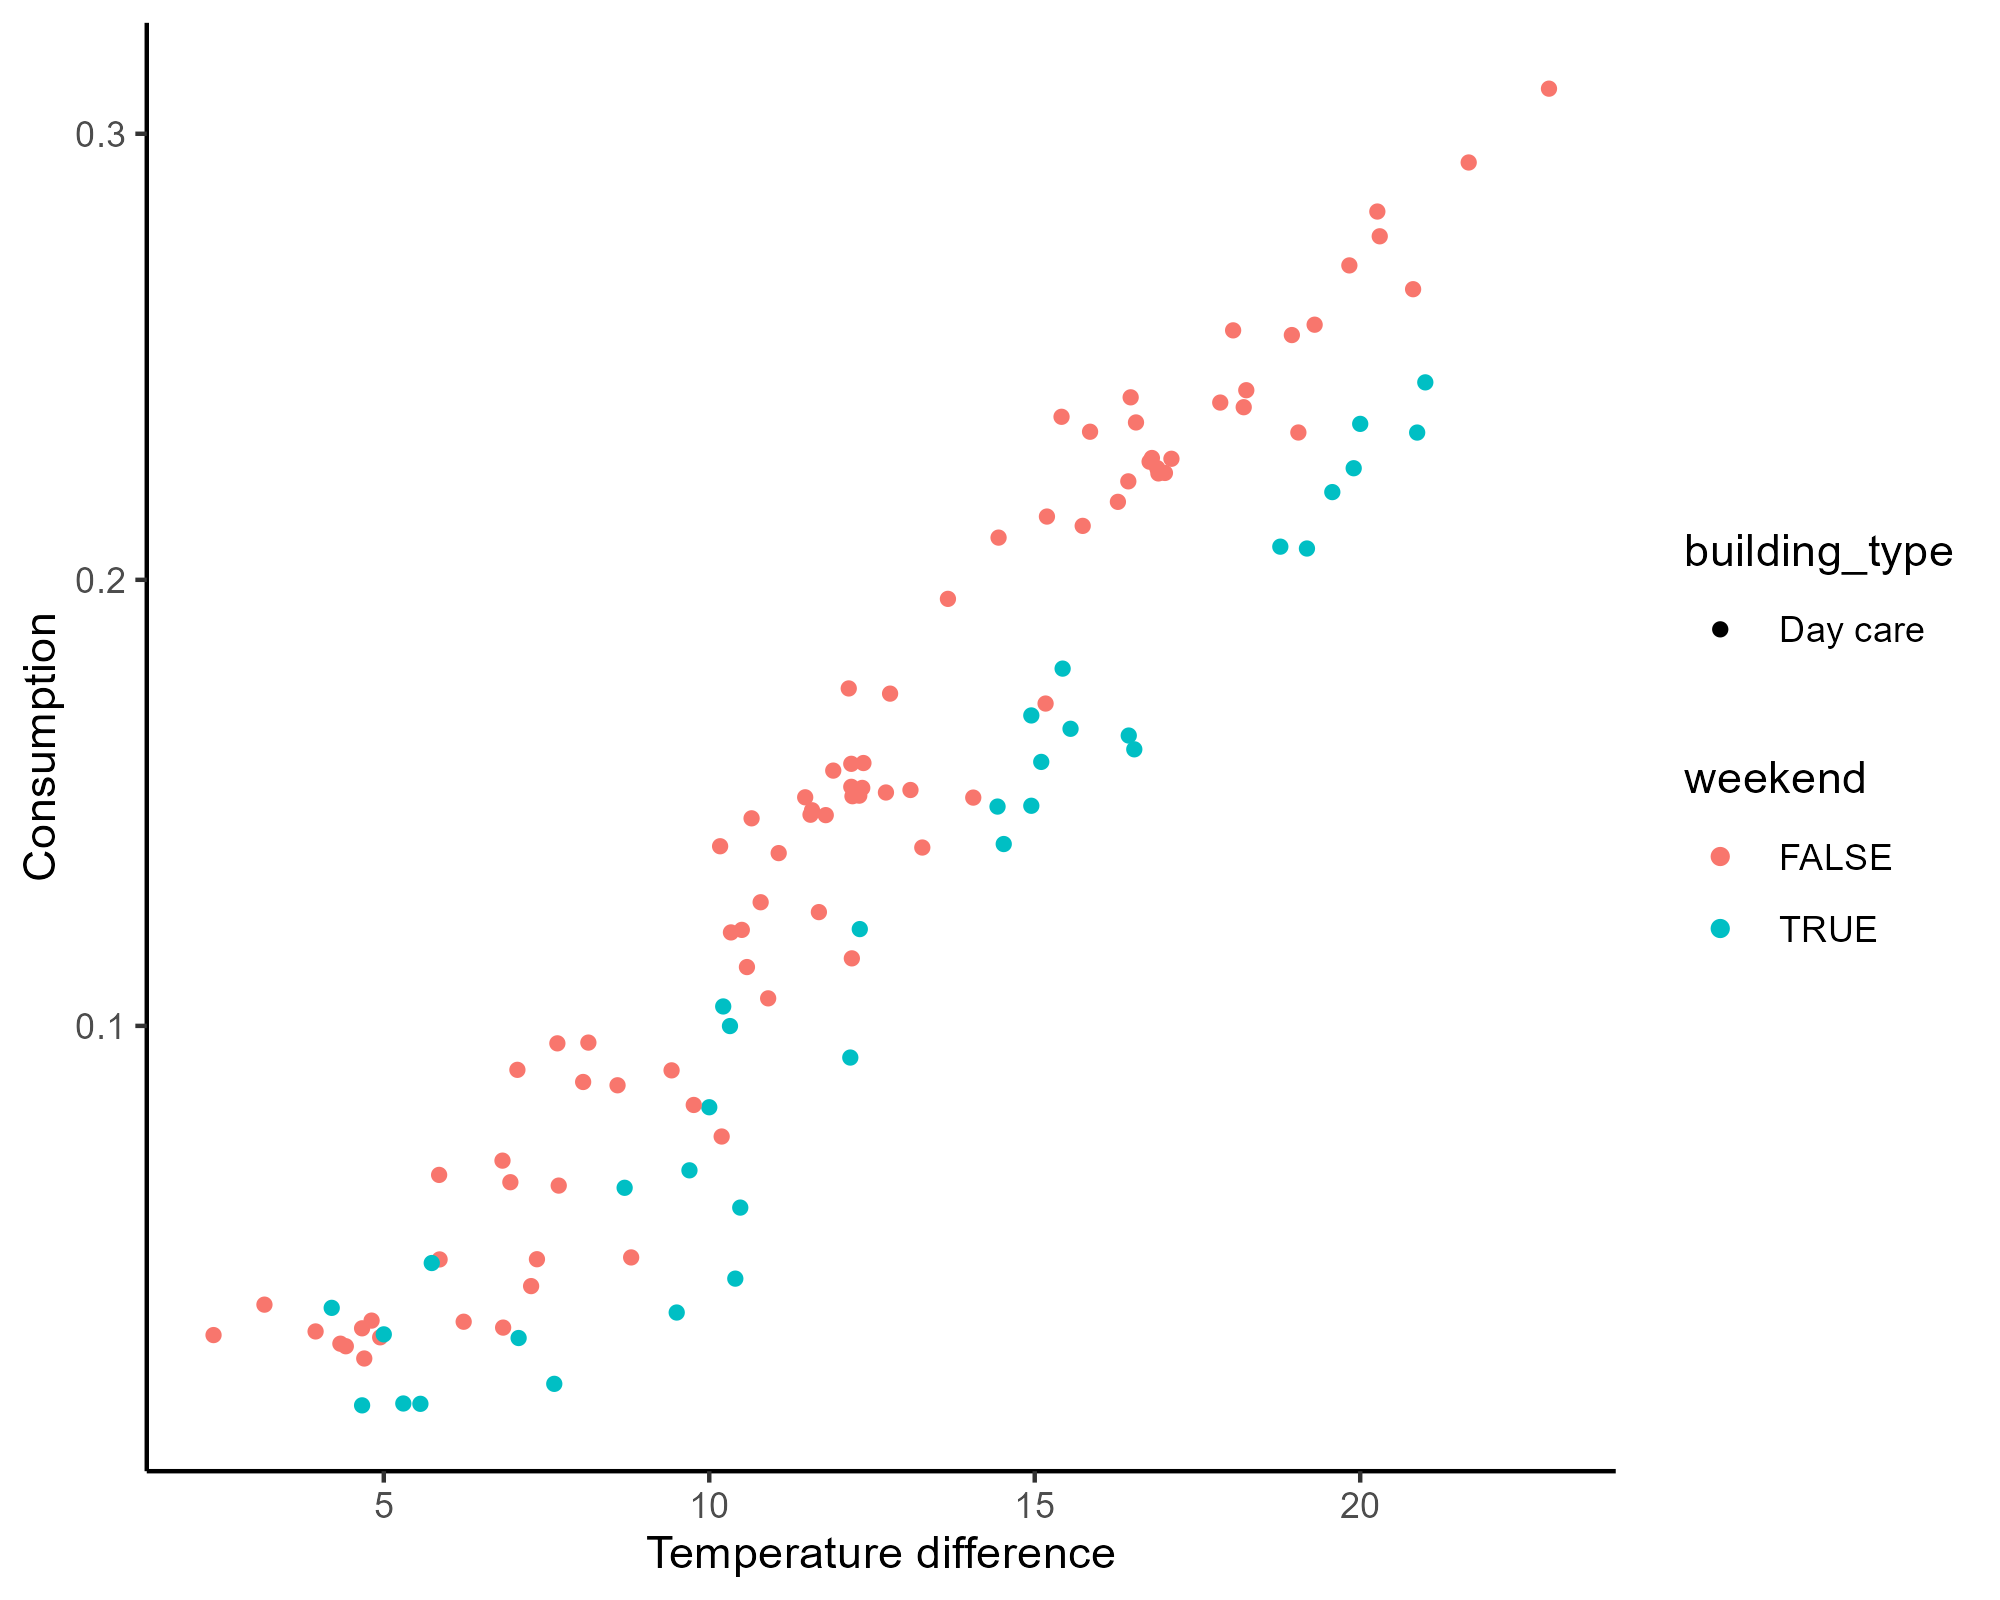 0.3
0.2
0.1
Consumption
5
10
15
20
Temperature difference
building_type
Day care
weekend
FALSE
TRUE